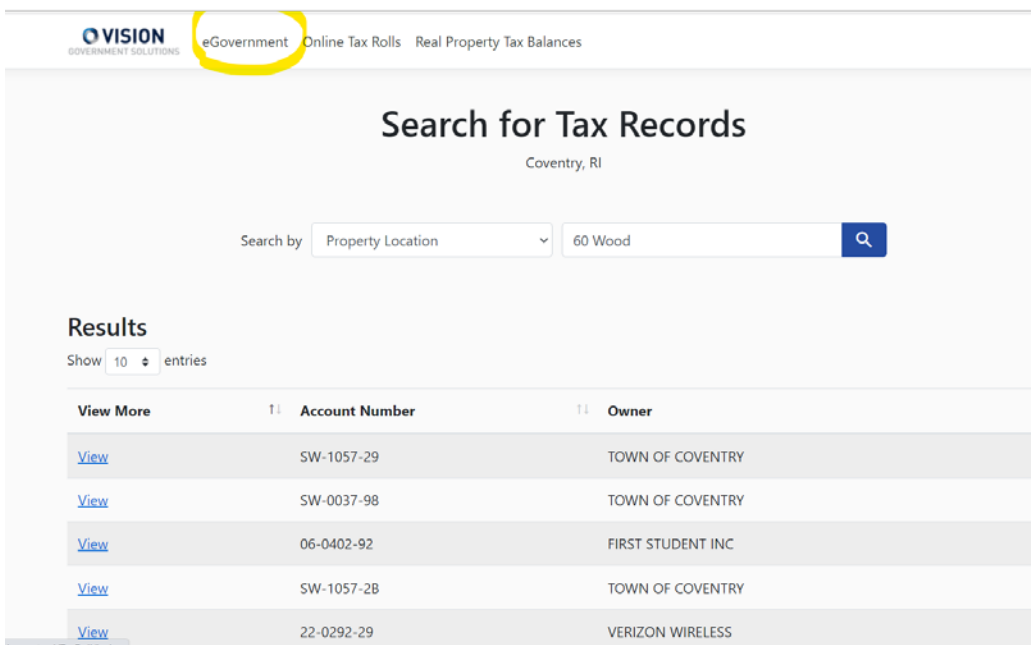 VISION
GOVERNMENT SOLUTIONS
eGovernment Online Tax Rolls Real Property Tax Balances
Search for Tax Records
Coventry, RI
Search by Property Location 60 Wood
Results
Show 10 entries
View More Account Number Owner
View SW-1057-29 TOWN OF COVENTRY
View SW-0037-98 TOWN OF COVENTRY
View 06-0402-92 FIRST STUDENT INC
View SW-1057-2B TOWN OF COVENTRY
View 22-0292-29 VERIZON WIRELESS